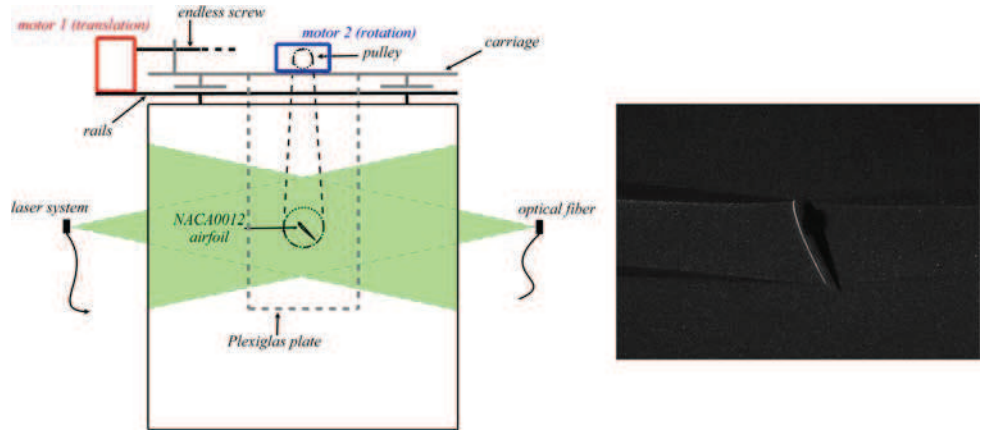 endless screw
motor 1 (translation)
motor 2 (rotation)
pulley
carriage
rails
laser system
NACA0012
airfoil
optical fiber
Plexiglas plate